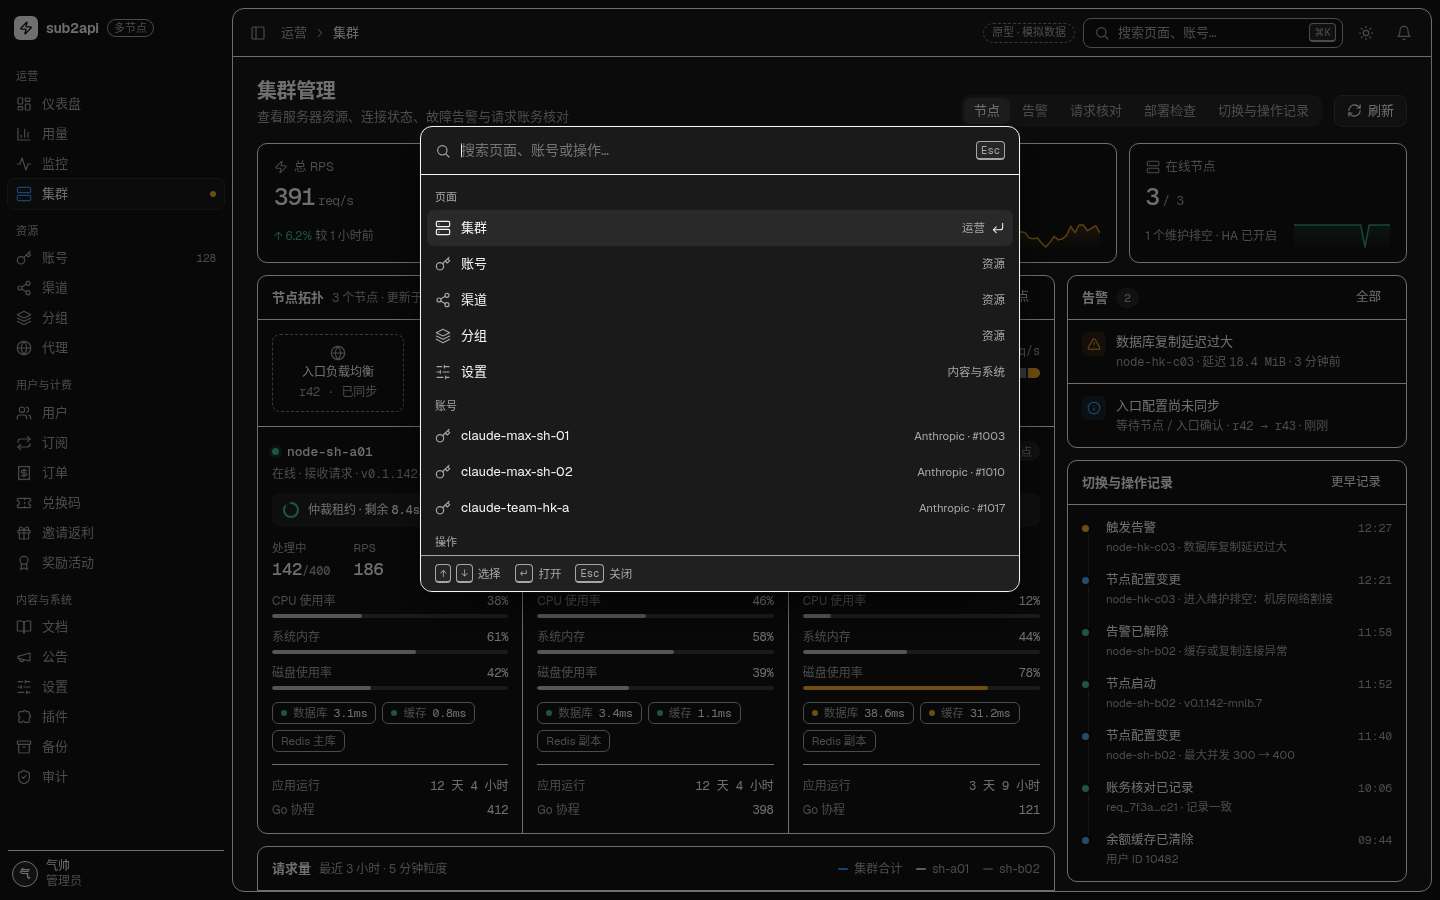 sub2api 多节点
运营 > 集群
原型 · 模拟数据
搜索页面、账号… ⌘K
运营
仪表盘
用量
监控
集群
资源
账号 128
渠道
分组
代理
用户与计费
用户
订阅
订单
兑换码
邀请返利
奖励活动
内容与系统
文档
公告
设置
插件
备份
审计
气 气帅
管理员
集群管理
查看服务器资源、连接状态、故障告警与请求账务核对
节点 告警 请求核对 部署检查 切换与操作记录 刷新
总 RPS
391 req/s
↑ 6.2% 较 1 小时前
在线节点
3 / 3
1 个维护排空 · HA 已开启
搜索页面、账号或操作… Esc
页面
集群 运营
账号 资源
渠道 资源
分组 资源
设置 内容与系统
账号
claude-max-sh-01 Anthropic · #1003
claude-max-sh-02 Anthropic · #1010
claude-team-hk-a Anthropic · #1017
操作
↑ ↓ 选择 ↵ 打开 Esc 关闭
节点拓扑 3 个节点 · 更新于
点
入口负载均衡
r42 · 已同步
q/s
node-sh-a01
点
在线 · 接收请求 · v0.1.142-
仲裁租约 · 剩余 8.4s
处理中 RPS
142/400 186
CPU 使用率 38%
系统内存 61%
磁盘使用率 42%
数据库 3.1ms 缓存 0.8ms
Redis 主库
应用运行 12 天 4 小时
Go 协程 412
CPU 使用率 46%
系统内存 58%
磁盘使用率 39%
数据库 3.4ms 缓存 1.1ms
Redis 副本
应用运行 12 天 4 小时
Go 协程 398
CPU 使用率 12%
系统内存 44%
磁盘使用率 78%
数据库 38.6ms 缓存 31.2ms
Redis 副本
应用运行 3 天 9 小时
Go 协程 121
请求量 最近 3 小时 · 5 分钟粒度
集群合计 sh-a01 sh-b02
告警 2 全部
数据库复制延迟过大
node-hk-c03 · 延迟 18.4 MiB · 3 分钟前
入口配置尚未同步
等待节点 / 入口确认 · r42 → r43 · 刚刚
切换与操作记录 更早记录
触发告警 12:27
node-hk-c03 · 数据库复制延迟过大
节点配置变更 12:21
node-hk-c03 · 进入维护排空：机房网络割接
告警已解除 11:58
node-sh-b02 · 缓存或复制连接异常
节点启动 11:52
node-sh-b02 · v0.1.142-mnlb.7
节点配置变更 11:40
node-sh-b02 · 最大并发 300 → 400
账务核对已记录 10:06
req_7f3a…c21 · 记录一致
余额缓存已清除 09:44
用户 ID 10482